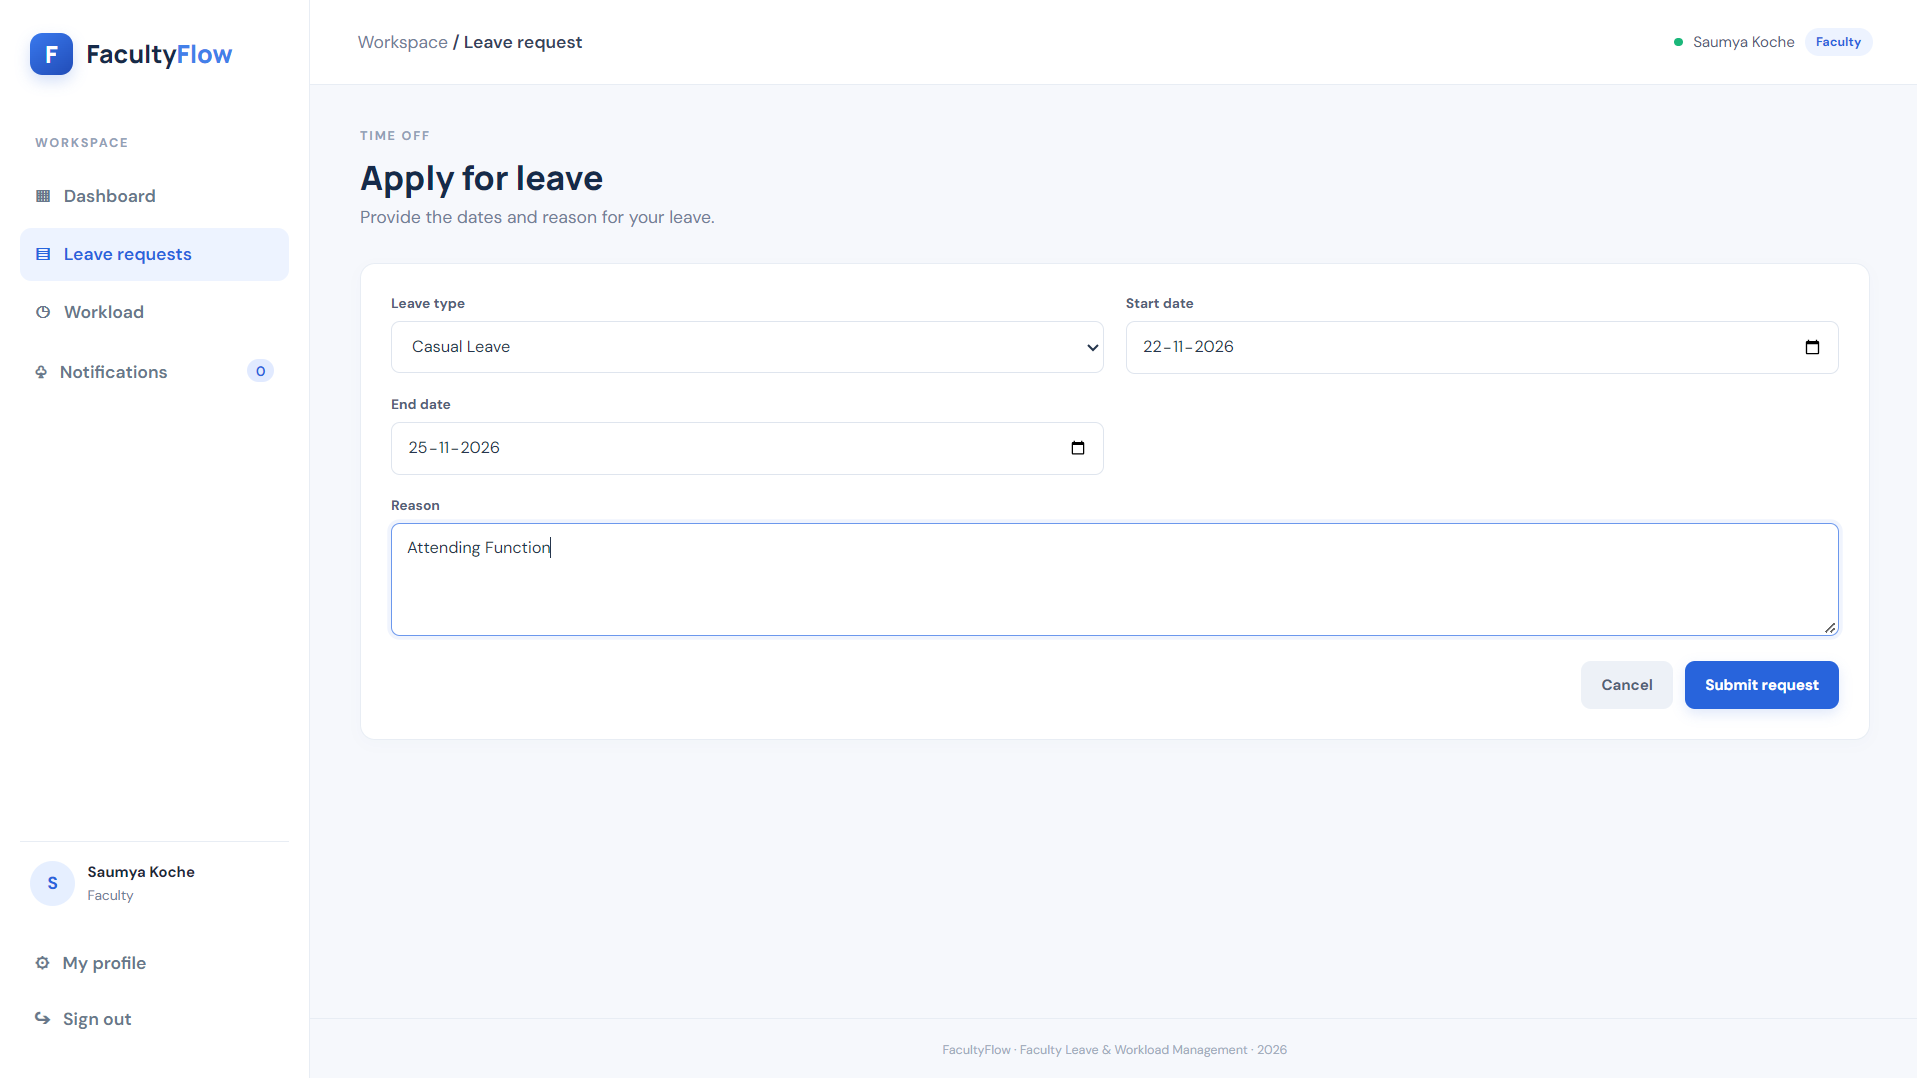 F FacultyFlow
WORKSPACE
Dashboard
Leave requests
Workload
Notifications 0
S Saumya Koche
Faculty
My profile
Sign out
Workspace / Leave request
Saumya Koche Faculty
TIME OFF
Apply for leave
Provide the dates and reason for your leave.
Leave type
Casual Leave
Start date
22-11-2026
End date
25-11-2026
Reason
Attending Function
Cancel Submit request
FacultyFlow · Faculty Leave & Workload Management · 2026